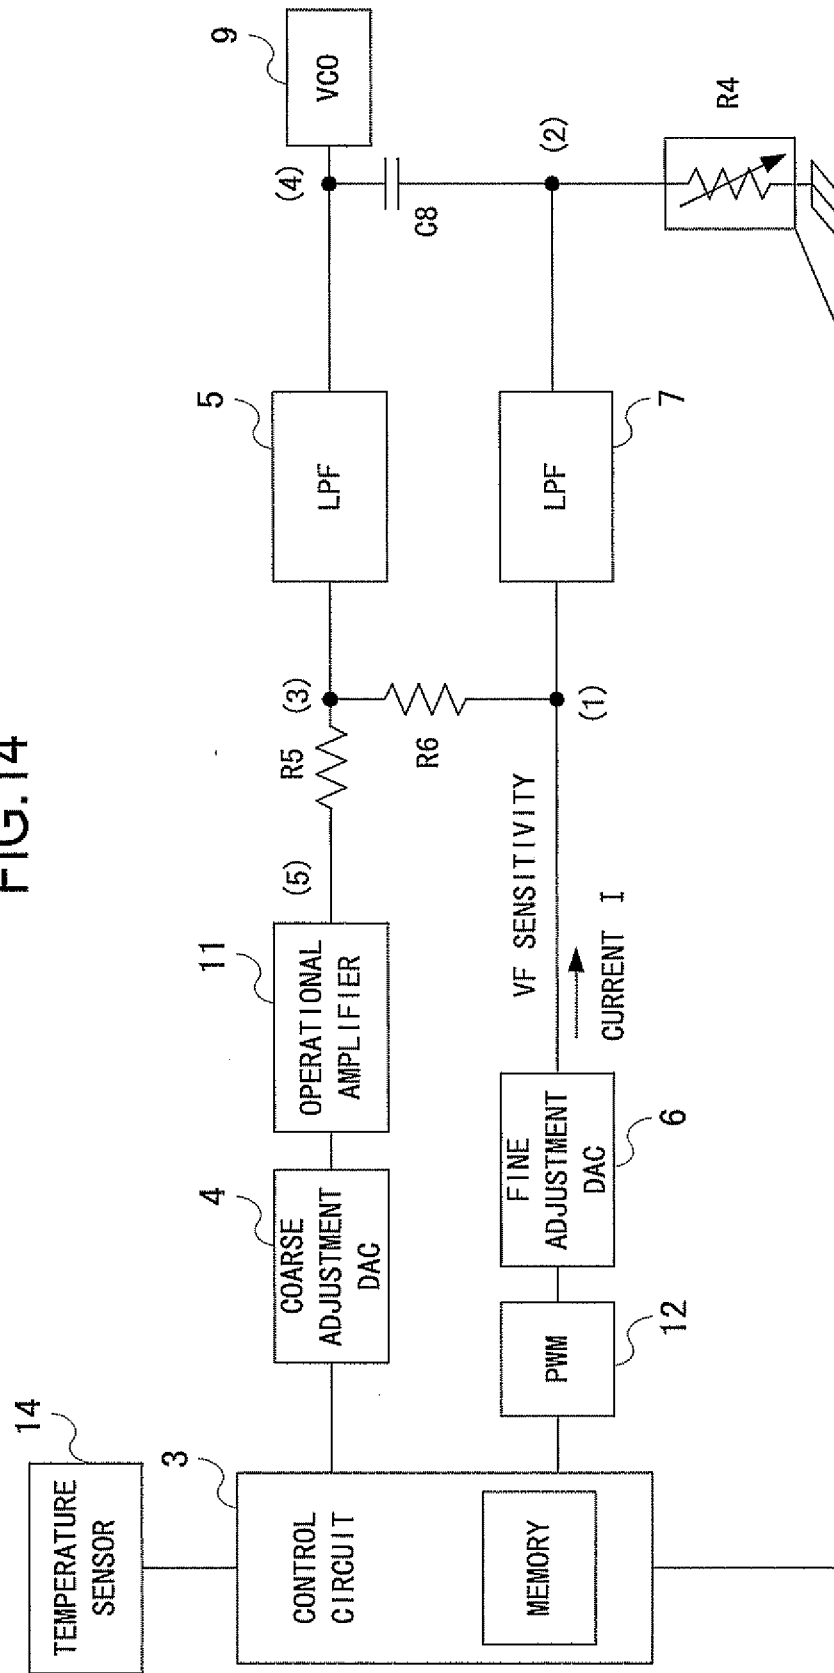 FIG.14
14
TEMPERATURE
SENSOR
3
CONTROL
CIRCUIT
MEMORY
4
COARSE
ADJUSTMENT
DAC
11
OPERATIONAL
AMPLIFIER
(5)
R5
(3)
5
LPF
(4)
9
VCO
C8
R6
12
PWM
6
FINE
ADJUSTMENT
DAC
VF SENSITIVITY
CURRENT I
(1)
7
LPF
(2)
R4